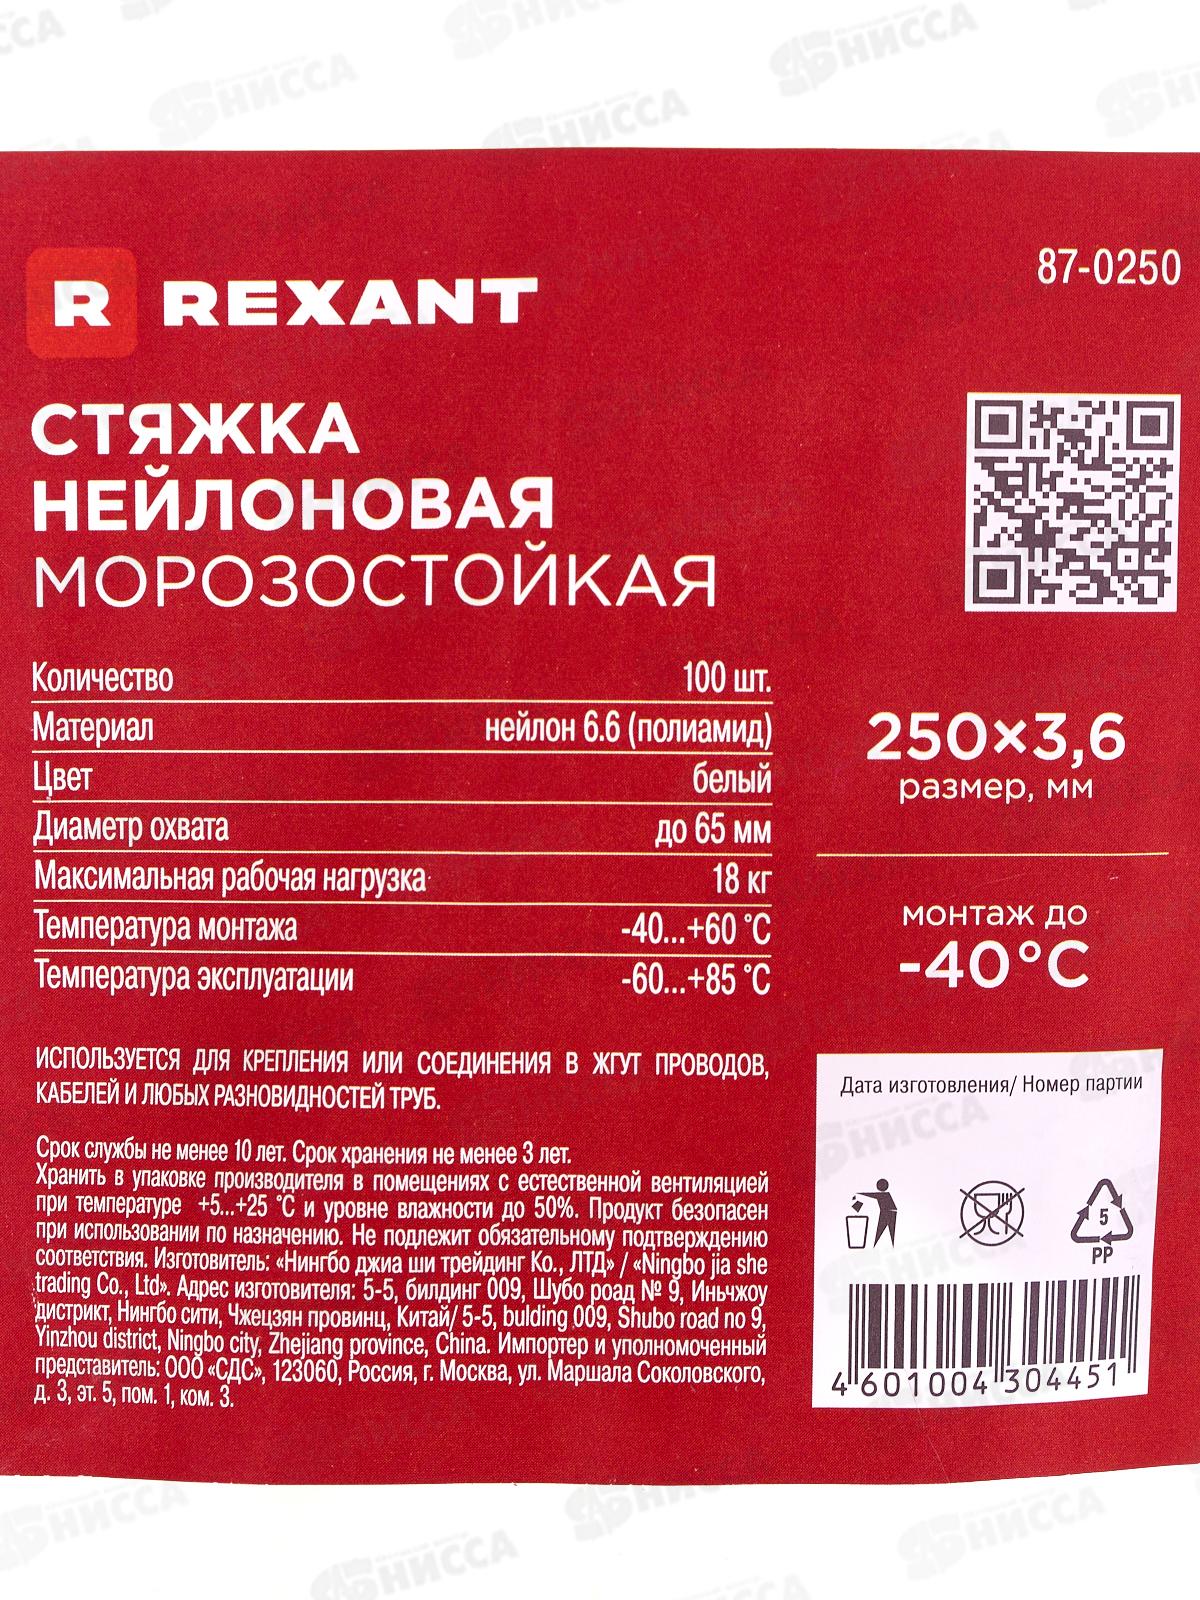 R REXANT
87-0250
СТЯЖКА
НЕЙЛОНОВАЯ
МОРОЗОСТОЙКАЯ
Количество 100 шт.
Материал нейлон 6.6 (полиамид)
Цвет белый
Диаметр охвата до 65 мм
Максимальная рабочая нагрузка 18 кг
Температура монтажа -40...+60 °C
Температура эксплуатации -60...+85 °C
250×3,6
размер, мм
монтаж до
-40°C
ИСПОЛЬЗУЕТСЯ ДЛЯ КРЕПЛЕНИЯ ИЛИ СОЕДИНЕНИЯ В ЖГУТ ПРОВОДОВ,
КАБЕЛЕЙ И ЛЮБЫХ РАЗНОВИДНОСТЕЙ ТРУБ.
Срок службы не менее 10 лет. Срок хранения не менее 3 лет.
Хранить в упаковке производителя в помещениях с естественной вентиляцией
при температуре +5...+25 °C и уровне влажности до 50%. Продукт безопасен
при использовании по назначению. Не подлежит обязательному подтверждению
соответствия. Изготовитель: «Нингбо джиа ши трейдинг Ко., ЛТД» / «Ningbo jia she
trading Co., Ltd». Адрес изготовителя: 5-5, билдинг 009, Шубо роад № 9, Иньчжоу
дистрикт, Нингбо сити, Чжецзян провинц, Китай/ 5-5, bulding 009, Shubo road no 9,
Yinzhou district, Ningbo city, Zhejiang province, China. Импортер и уполномоченный
представитель: ООО «СДС», 123060, Россия, г. Москва, ул. Маршала Соколовского,
д. 3, эт. 5, пом. 1, ком. 3.
Дата изготовления/ Номер партии
5
PP
4 601004 304451
НИССА